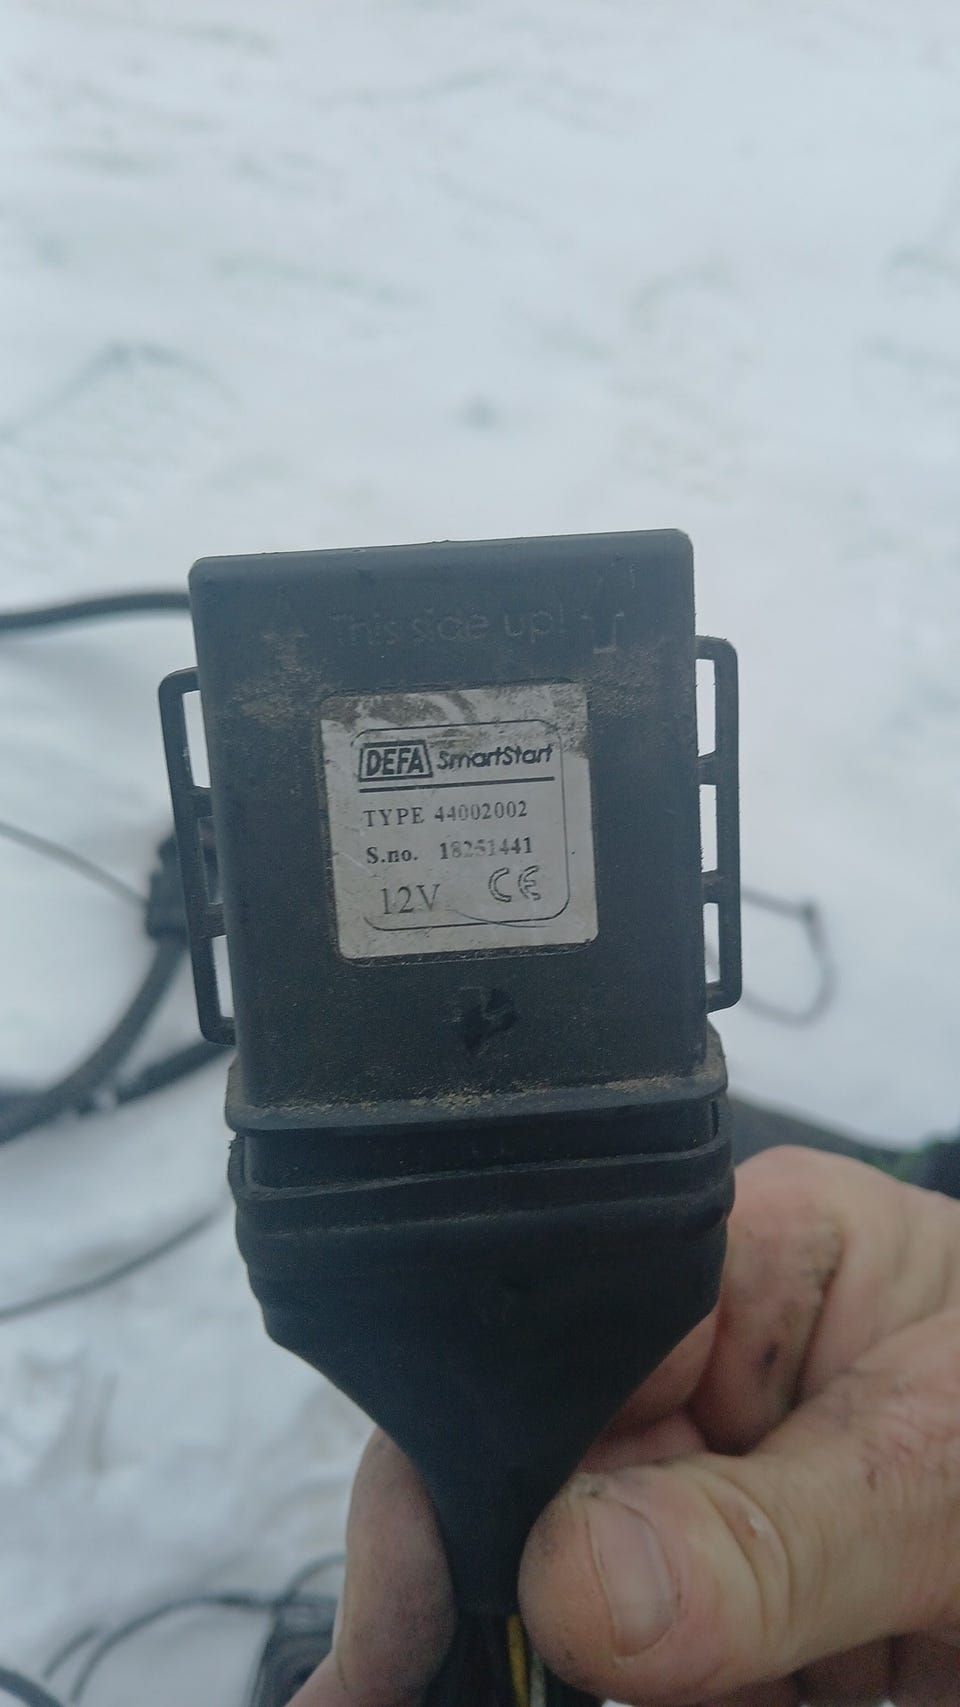 This side up!
DEFA SmartStart
TYPE 44002002
S.no. 18251441
12V CE